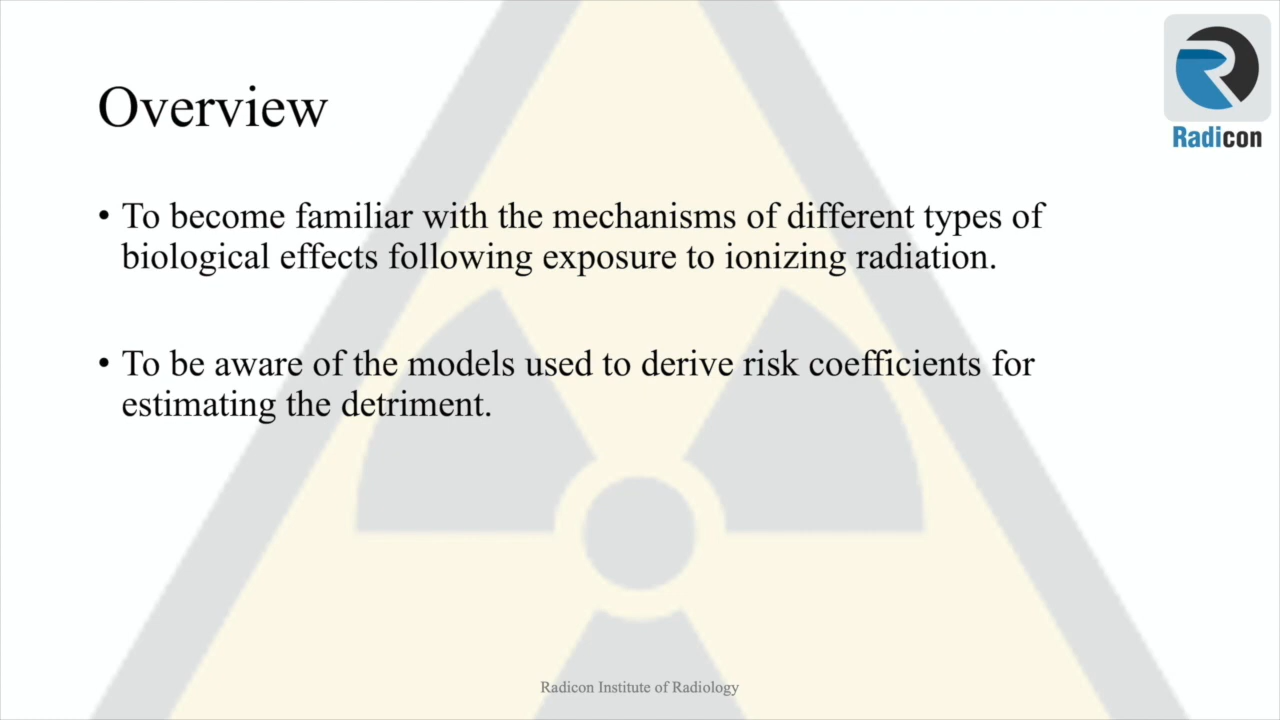 Radicon
Overview
• To become familiar with the mechanisms of different types of
biological effects following exposure to ionizing radiation.
• To be aware of the models used to derive risk coefficients for
estimating the detriment.
Radicon Institute of Radiology